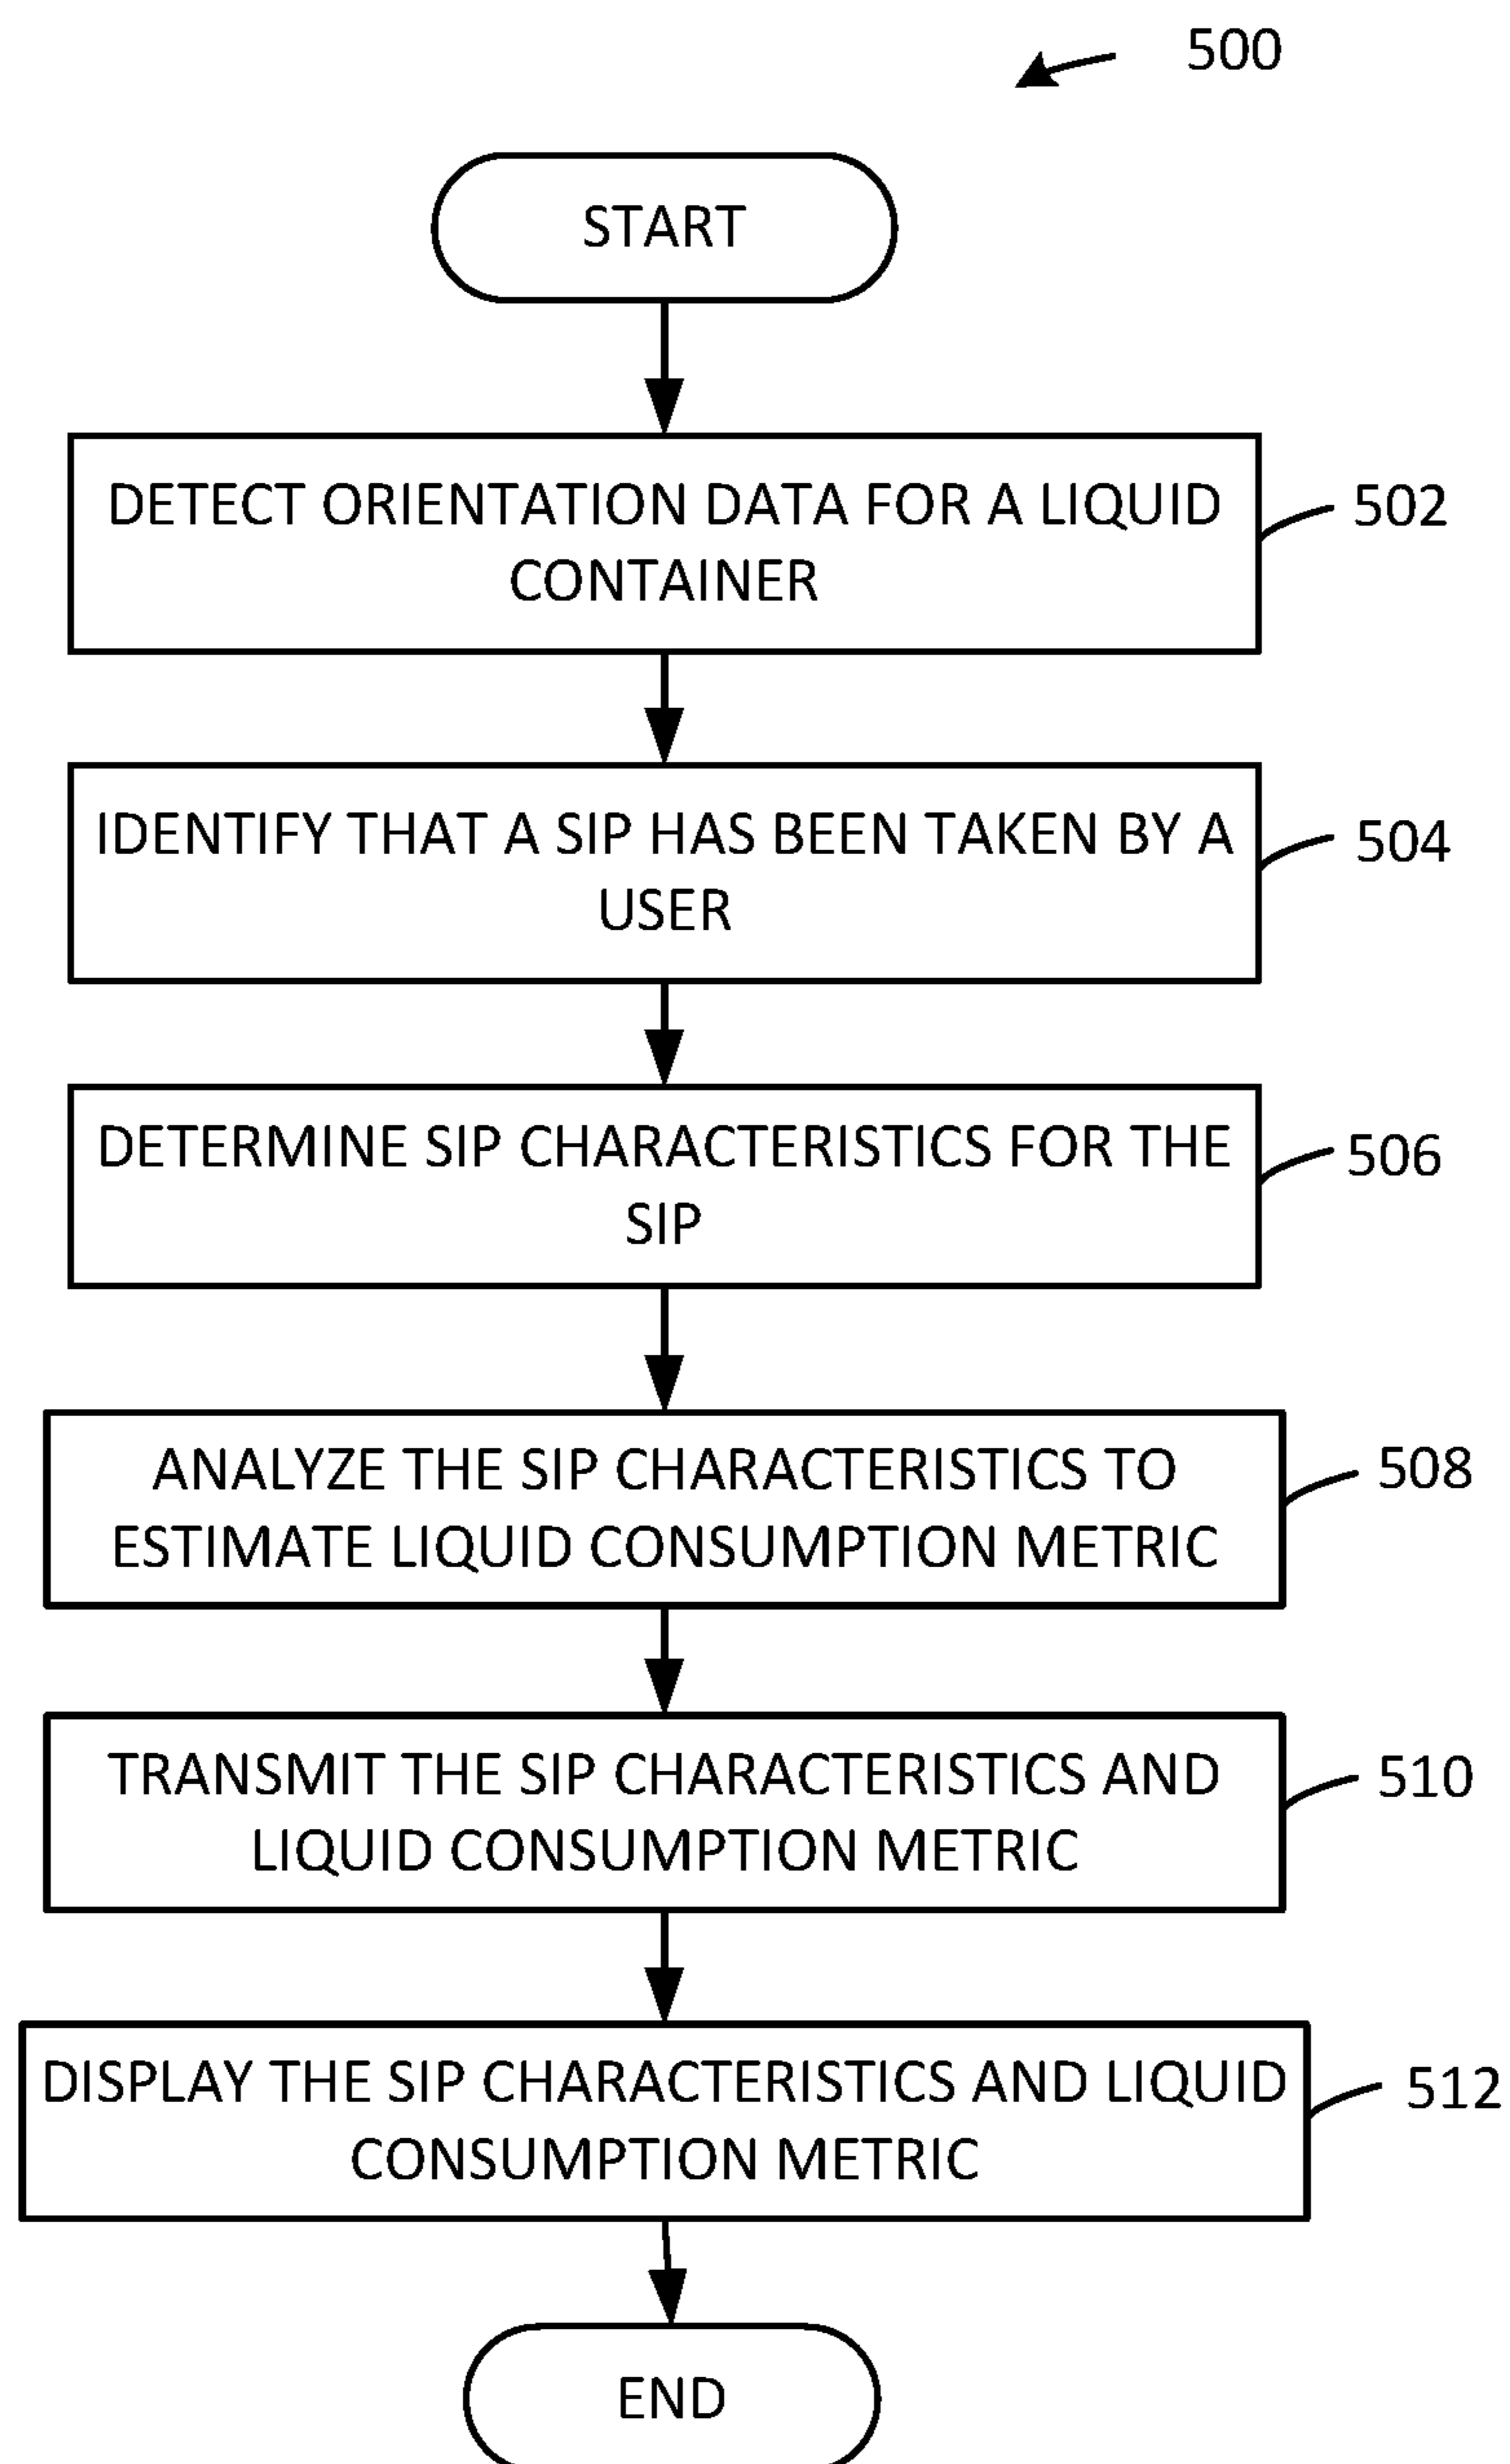 500
START
DETECT ORIENTATION DATA FOR A LIQUID
CONTAINER
502
IDENTIFY THAT A SIP HAS BEEN TAKEN BY A
USER
504
DETERMINE SIP CHARACTERISTICS FOR THE
SIP
506
ANALYZE THE SIP CHARACTERISTICS TO
ESTIMATE LIQUID CONSUMPTION METRIC
508
TRANSMIT THE SIP CHARACTERISTICS AND
LIQUID CONSUMPTION METRIC
510
DISPLAY THE SIP CHARACTERISTICS AND LIQUID
CONSUMPTION METRIC
512
END